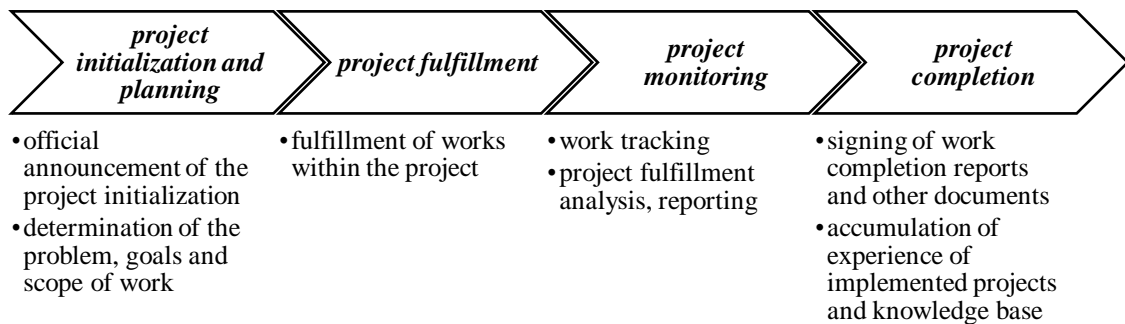 project
initialization and
planning
project fulfillment
project
monitoring
project
completion
•official
announcement of the
project initialization
•determination of the
problem, goals and
scope of work
•fulfillment of works
within the project
•work tracking
•project fulfillment
analysis, reporting
•signing of work
completion reports
and other documents
•accumulation of
experience of
implemented projects
and knowledge base